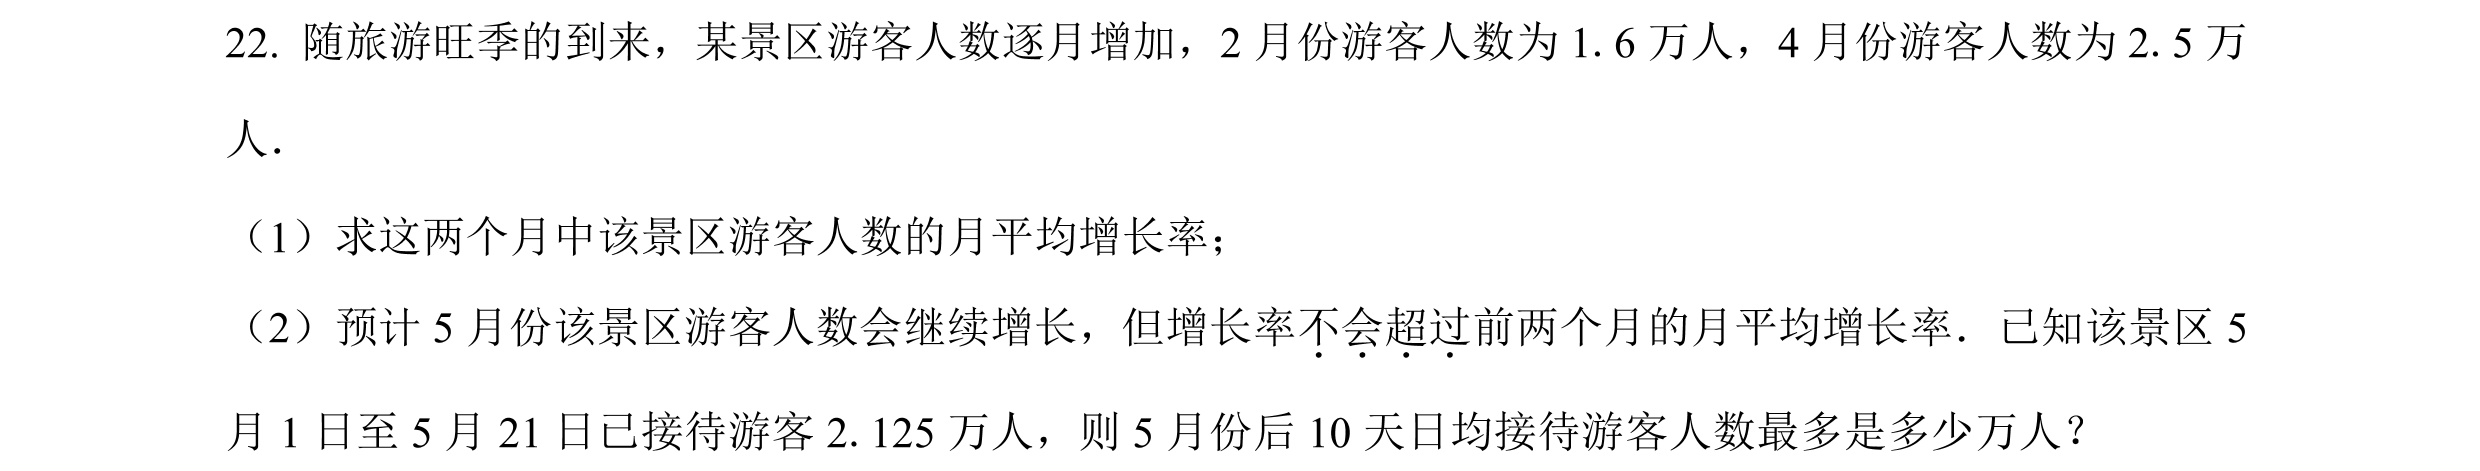 22. 随旅游旺季的到来，某景区游客人数逐月增加，2 月份游客人数为 1.6 万人，4 月份游客人数为 2.5 万
人．
（1）求这两个月中该景区游客人数的月平均增长率；
（2）预计 5 月份该景区游客人数会继续增长，但增长率不会超过前两个月的月平均增长率．已知该景区 5
月 1 日至 5 月 21 日已接待游客 2.125 万人，则 5 月份后 10 天日均接待游客人数最多是多少万人？